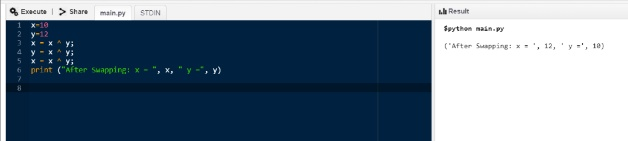 Execute | > Share main.py STDIN
Result
1 x=10
2 y=12
3 x = x ^ y;
4 y = x ^ y;
5 x = x ^ y;
6 print ("After Swapping: x = ", x, " y =", y)
7
8
$python main.py
('After Swapping: x = ', 12, ' y =', 10)